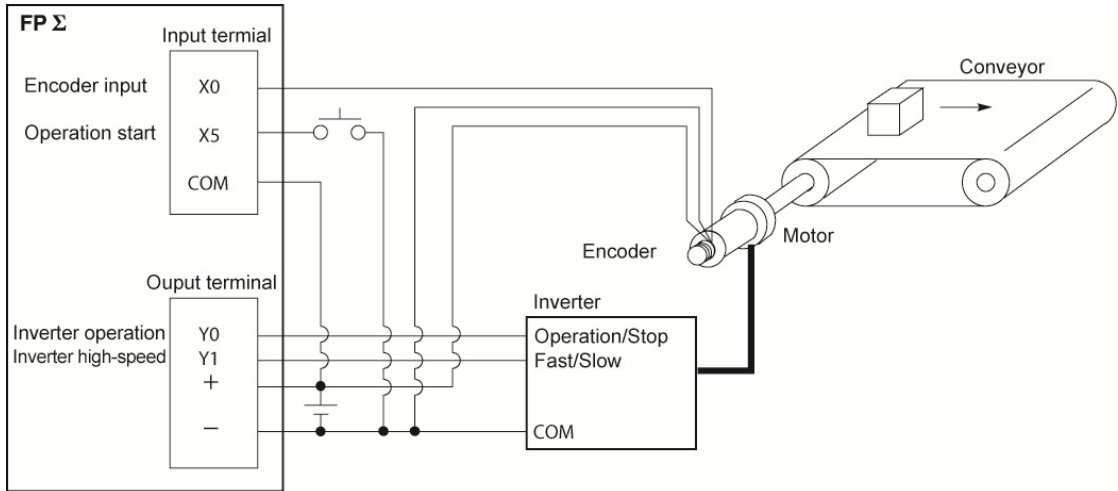 FP Σ
Input termial
Encoder input
X0
Operation start
X5
COM
Ouput terminal
Inverter operation
Y0
Inverter high-speed
Y1
+
−
Encoder
Motor
Conveyor
Inverter
Operation/Stop
Fast/Slow
COM